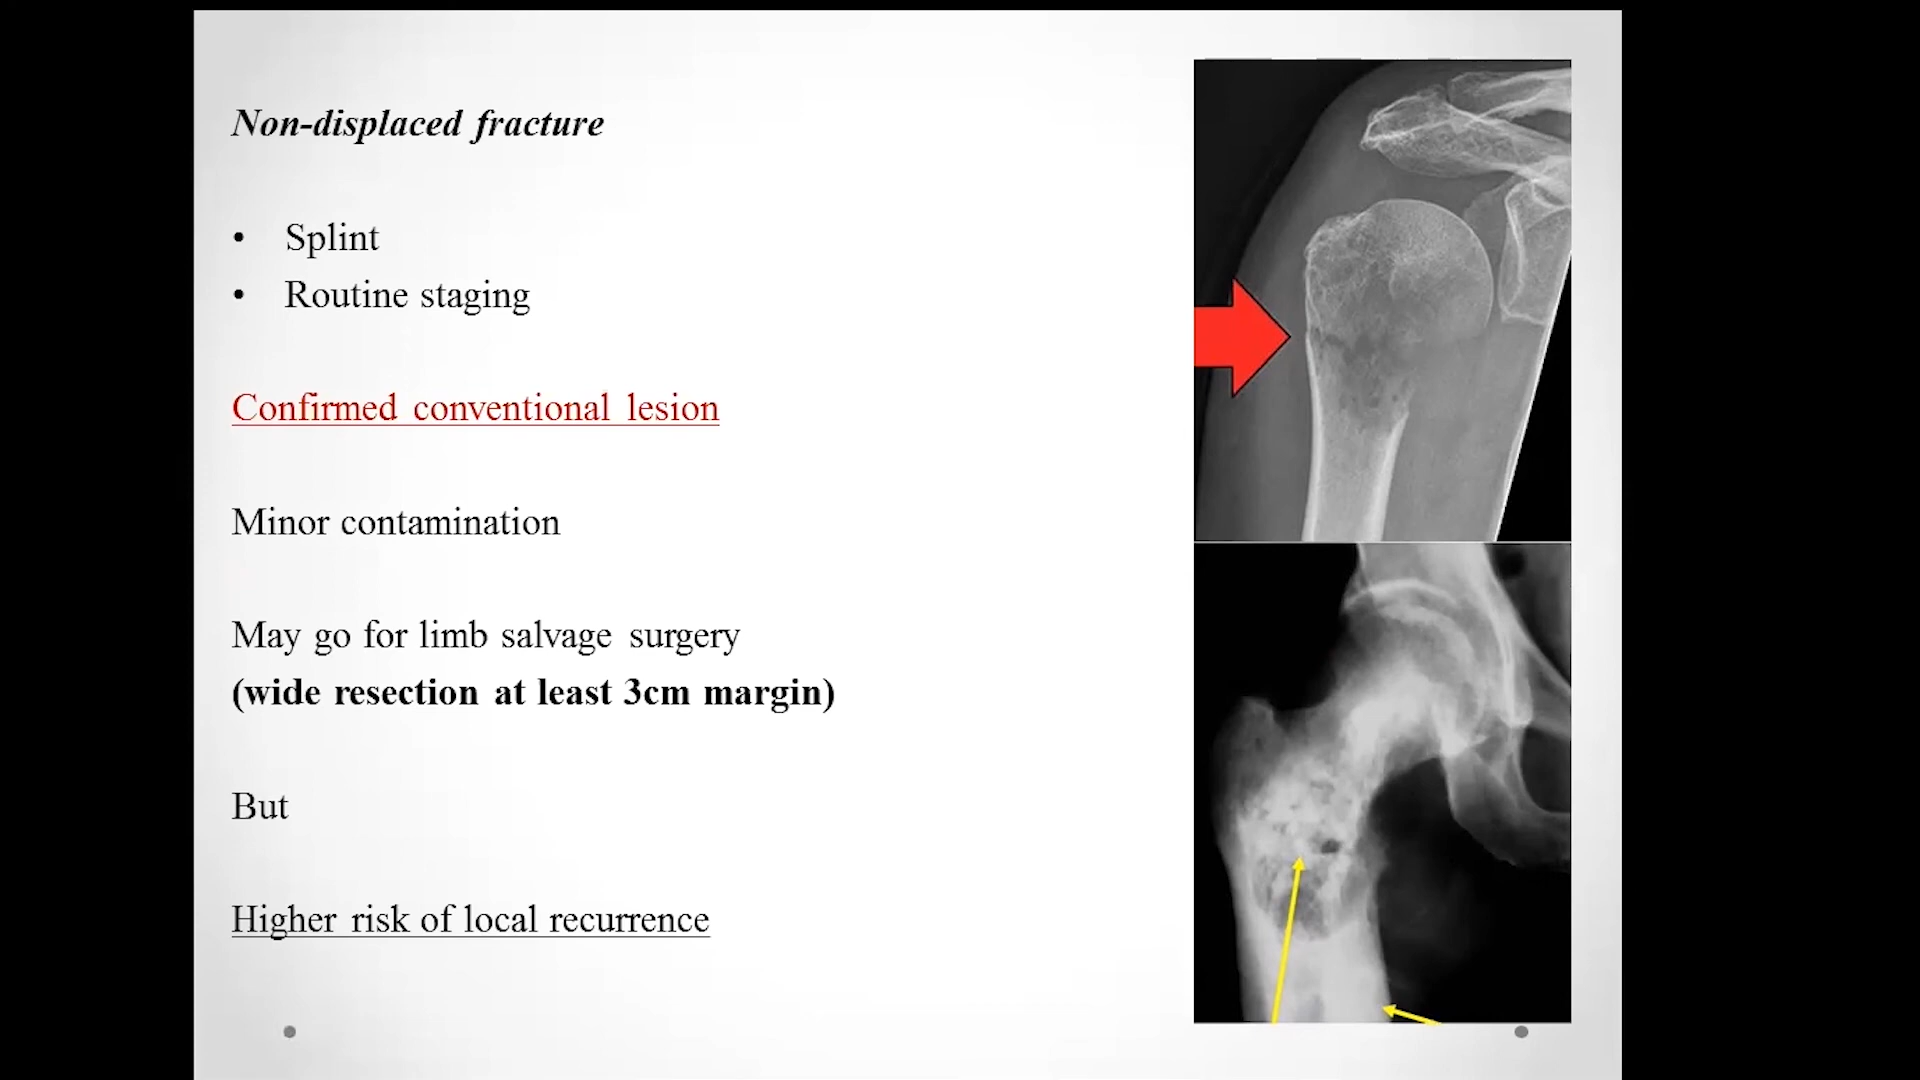 Non-displaced fracture
• Splint
• Routine staging
Confirmed conventional lesion
Minor contamination
May go for limb salvage surgery
(wide resection at least 3cm margin)
But
Higher risk of local recurrence